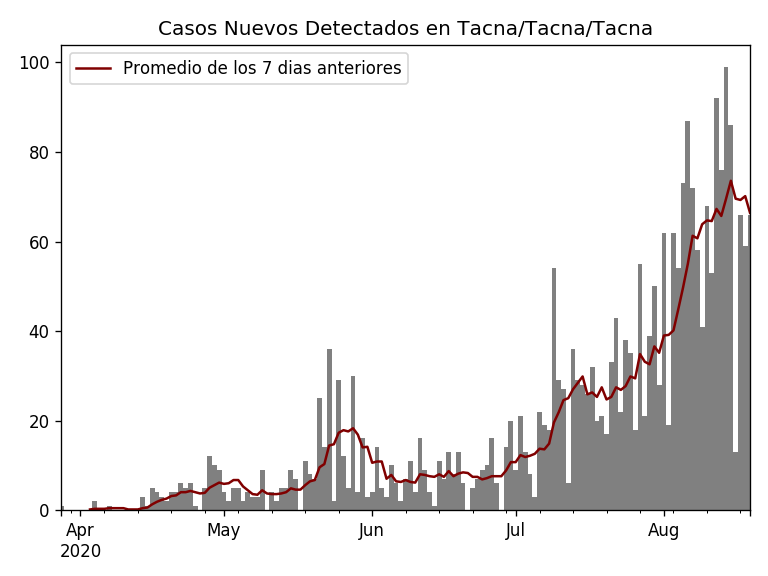 Casos Nuevos Detectados en Tacna/Tacna/Tacna
Promedio de los 7 dias anteriores
100
80
60
40
20
0
Apr May Jun Jul Aug
2020